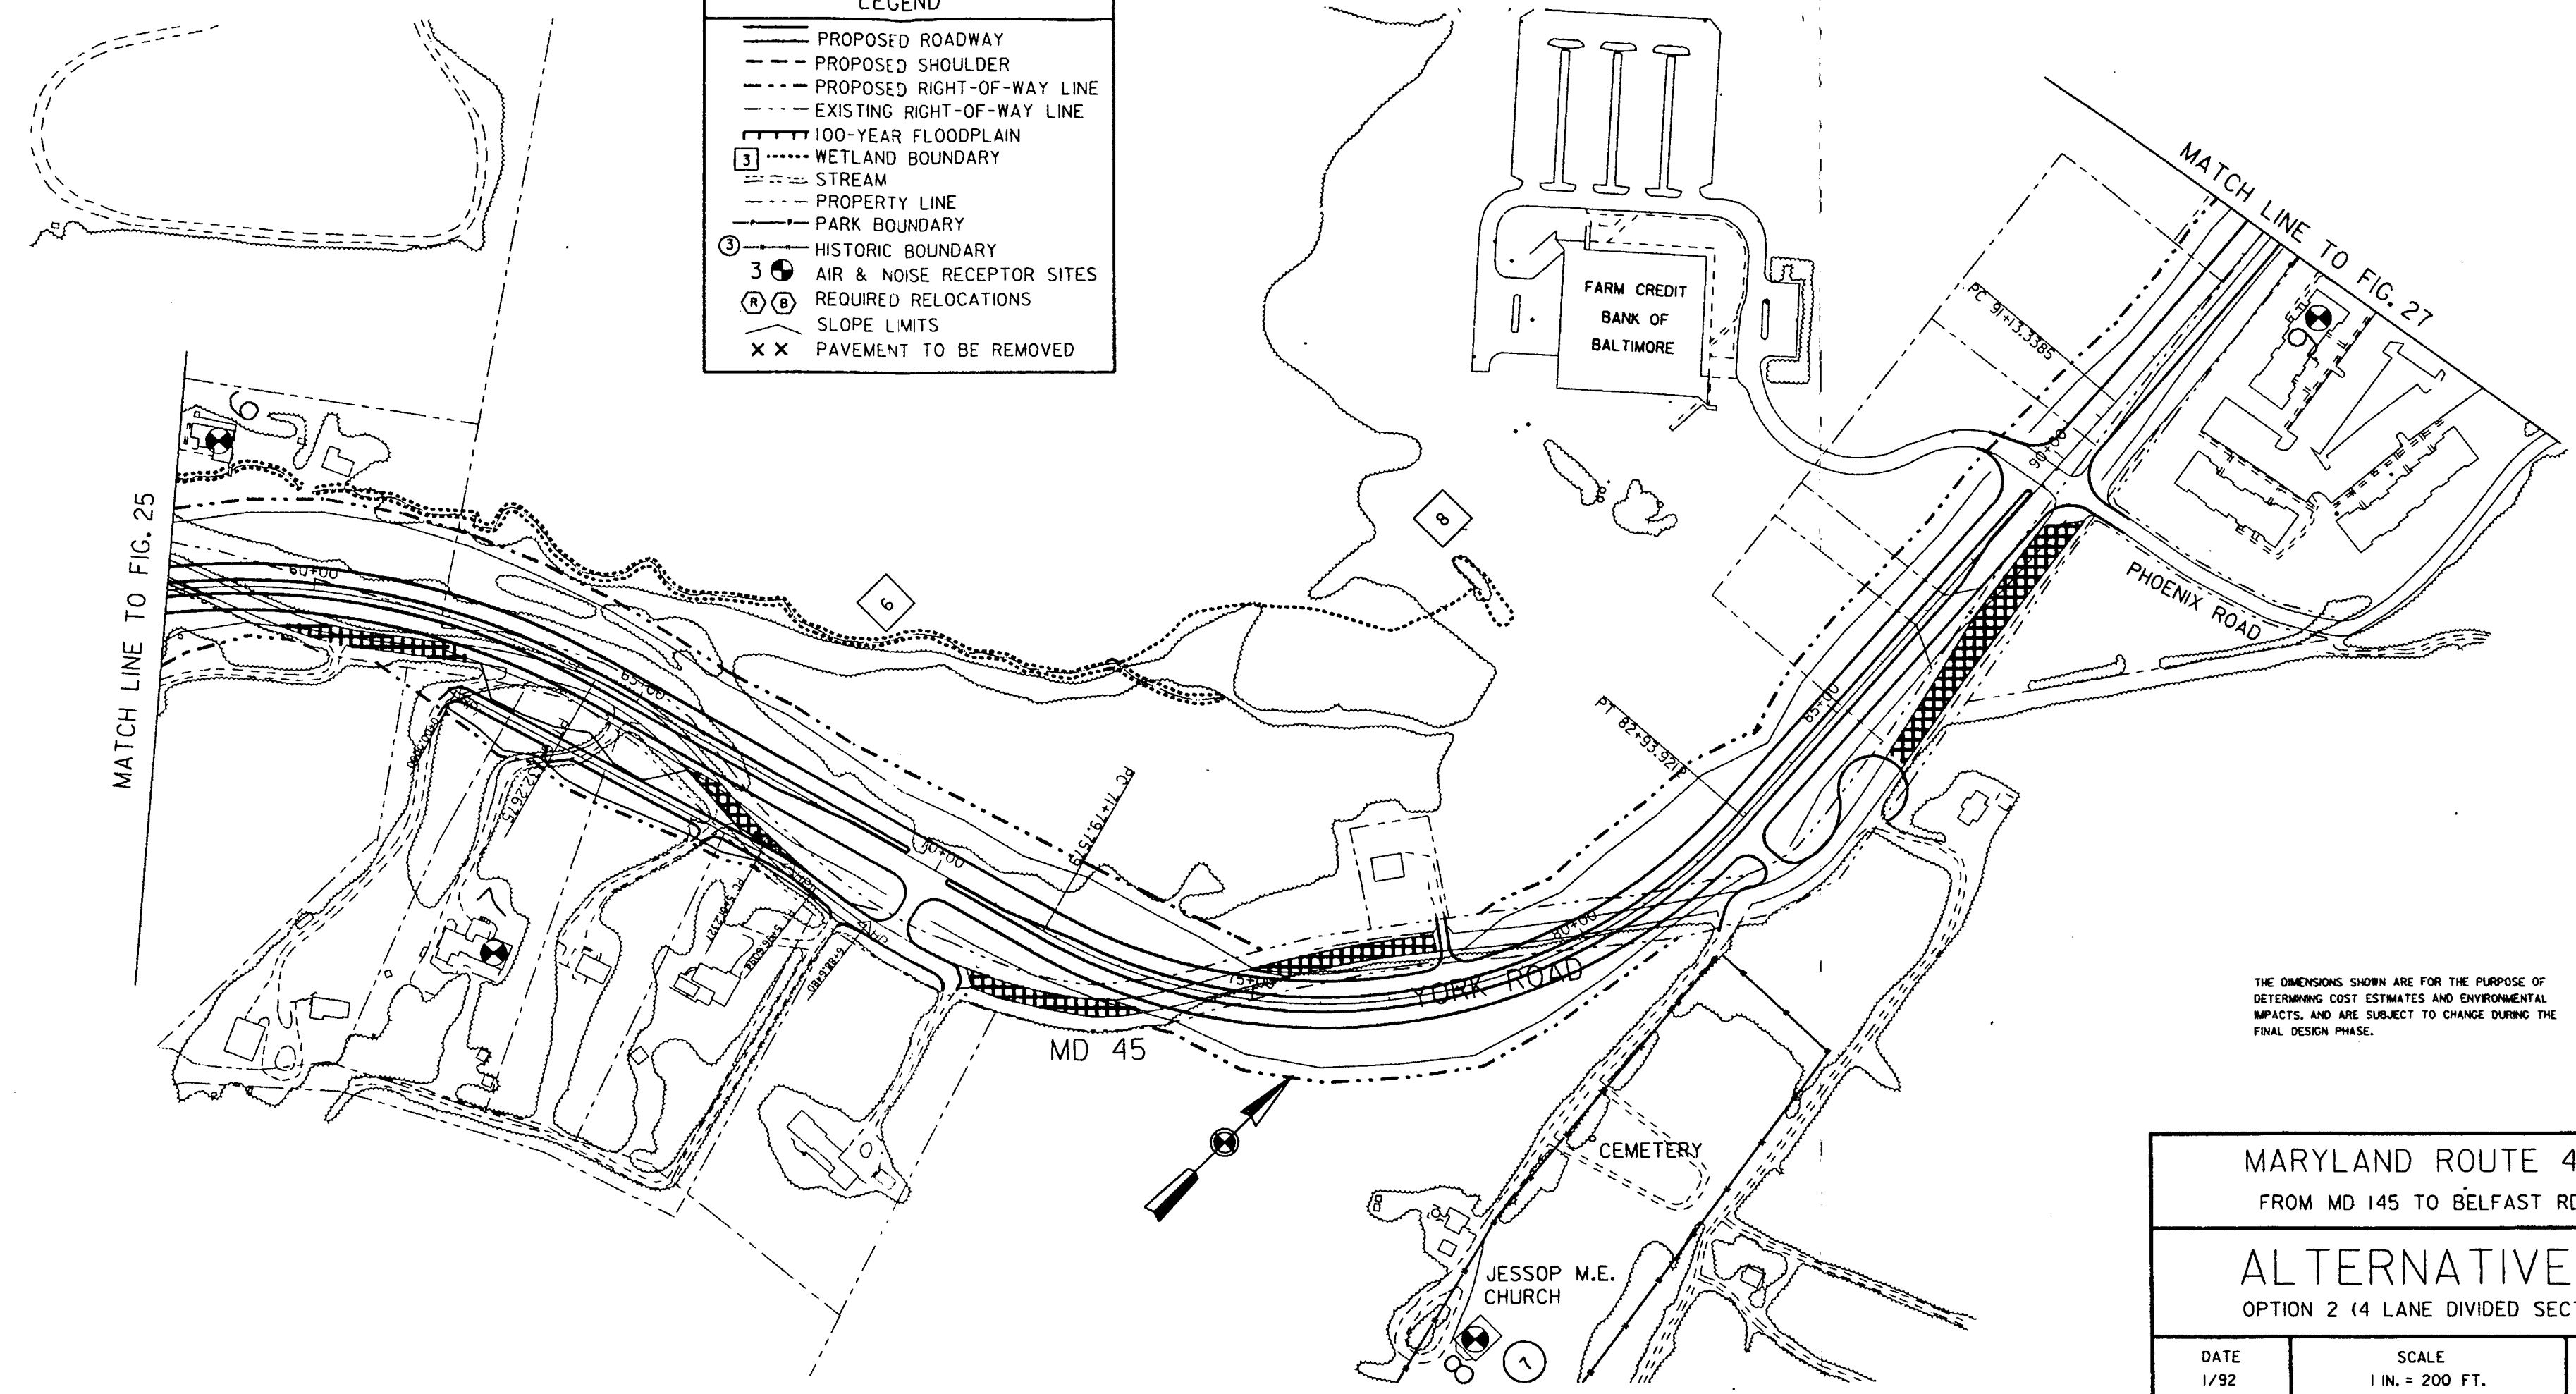 LEGEND
PROPOSED ROADWAY
PROPOSED SHOULDER
PROPOSED RIGHT-OF-WAY LINE
EXISTING RIGHT-OF-WAY LINE
100-YEAR FLOODPLAIN
3 WETLAND BOUNDARY
STREAM
PROPERTY LINE
PARK BOUNDARY
3 HISTORIC BOUNDARY
3 AIR & NOISE RECEPTOR SITES
R B REQUIRED RELOCATIONS
SLOPE LIMITS
X X PAVEMENT TO BE REMOVED
FARM CREDIT
BANK OF
BALTIMORE
MATCH LINE TO FIG. 27
PC 91+13.3385
9
90+00
PHOENIX ROAD
MATCH LINE TO FIG. 25
6
60+00
6
8
65+00
PT 82+93.9212
85+00
PC 71+79.7579
70+00
7
75+00
80+00
YORK ROAD
MD 45
CEMETERY
JESSOP M.E.
CHURCH
8
7
THE DIMENSIONS SHOWN ARE FOR THE PURPOSE OF
DETERMINING COST ESTIMATES AND ENVIRONMENTAL
IMPACTS, AND ARE SUBJECT TO CHANGE DURING THE
FINAL DESIGN PHASE.
MARYLAND ROUTE 4
FROM MD 145 TO BELFAST RD
ALTERNATIVE
OPTION 2 (4 LANE DIVIDED SECT
DATE
1/92
SCALE
1 IN. = 200 FT.